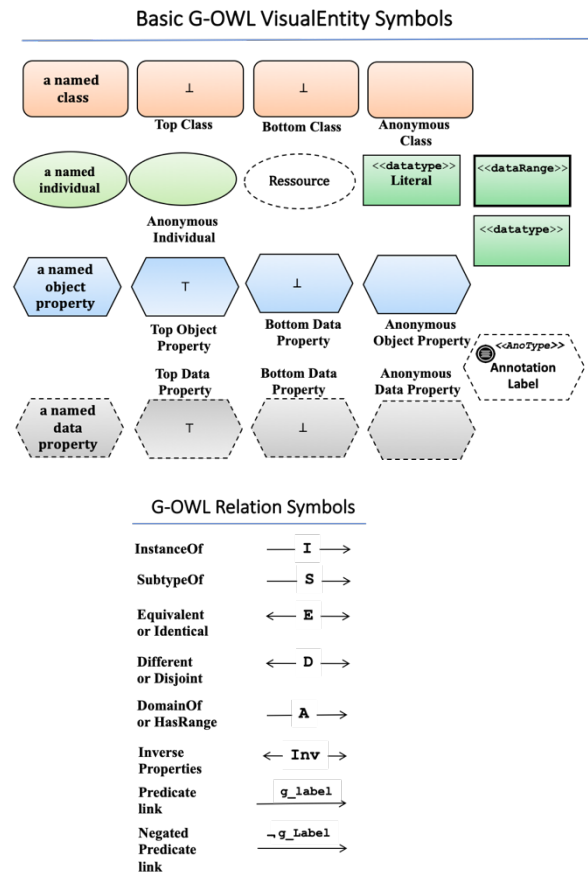 Basic G-OWL VisualEntity Symbols
a named
class
⊥
⊥
Top Class
Bottom Class
Anonymous
Class
a named
individual
Ressource
<<datatype>>
Literal
<<dataRange>>
Anonymous
Individual
<<datatype>>
a named
object
property
⊤
⊥
Top Object
Property
Bottom Data
Property
Anonymous
Object Property
<<AnoType>>
Annotation
Label
Top Data
Property
Bottom Data
Property
Anonymous
Data Property
a named
data
property
⊤
⊥
G-OWL Relation Symbols
InstanceOf I
SubtypeOf S
Equivalent
or Identical E
Different
or Disjoint D
DomainOf
or HasRange A
Inverse
Properties Inv
Predicate
link g_label
Negated
Predicate
link ¬g_Label